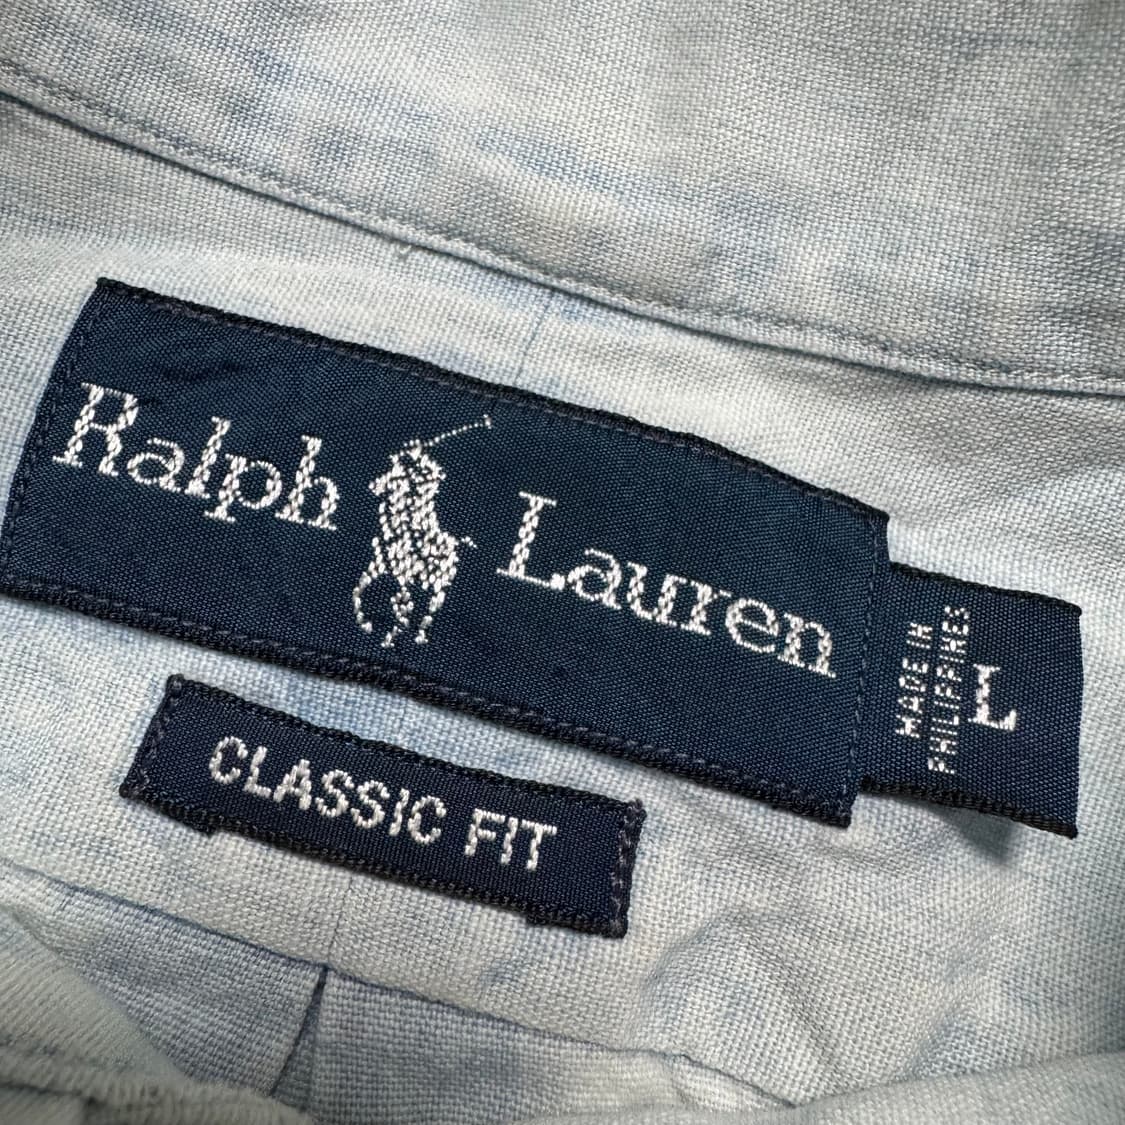 Ralph Lauren
MADE IN
PHILIPPINES
L
CLASSIC FIT